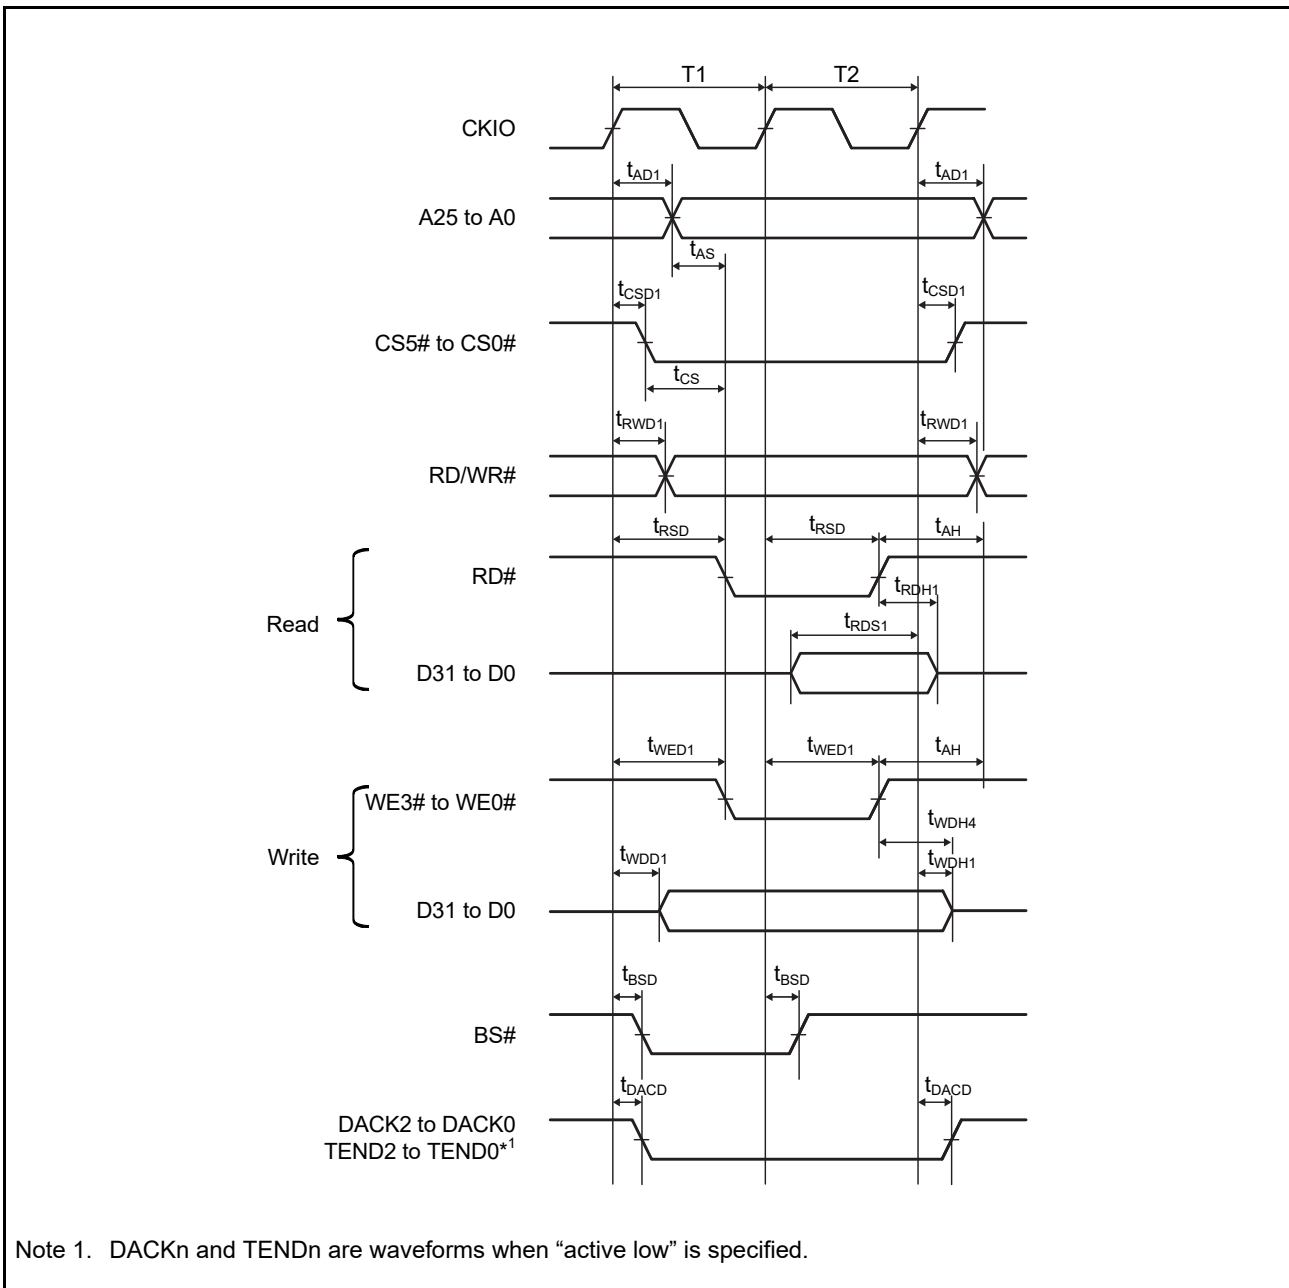 T1 T2
CKIO
tAD1 tAD1
A25 to A0
tAS
tCSD1 tCSD1
CS5# to CS0#
tCS
tRWD1 tRWD1
RD/WR#
tRSD tRSD tAH
RD#
tRDH1
Read
tRDS1
D31 to D0
tWED1 tWED1 tAH
WE3# to WE0#
tWDH4
Write
tWDD1 tWDH1
D31 to D0
tBSD tBSD
BS#
tDACD tDACD
DACK2 to DACK0
TEND2 to TEND0*1
Note 1. DACKn and TENDn are waveforms when “active low” is specified.